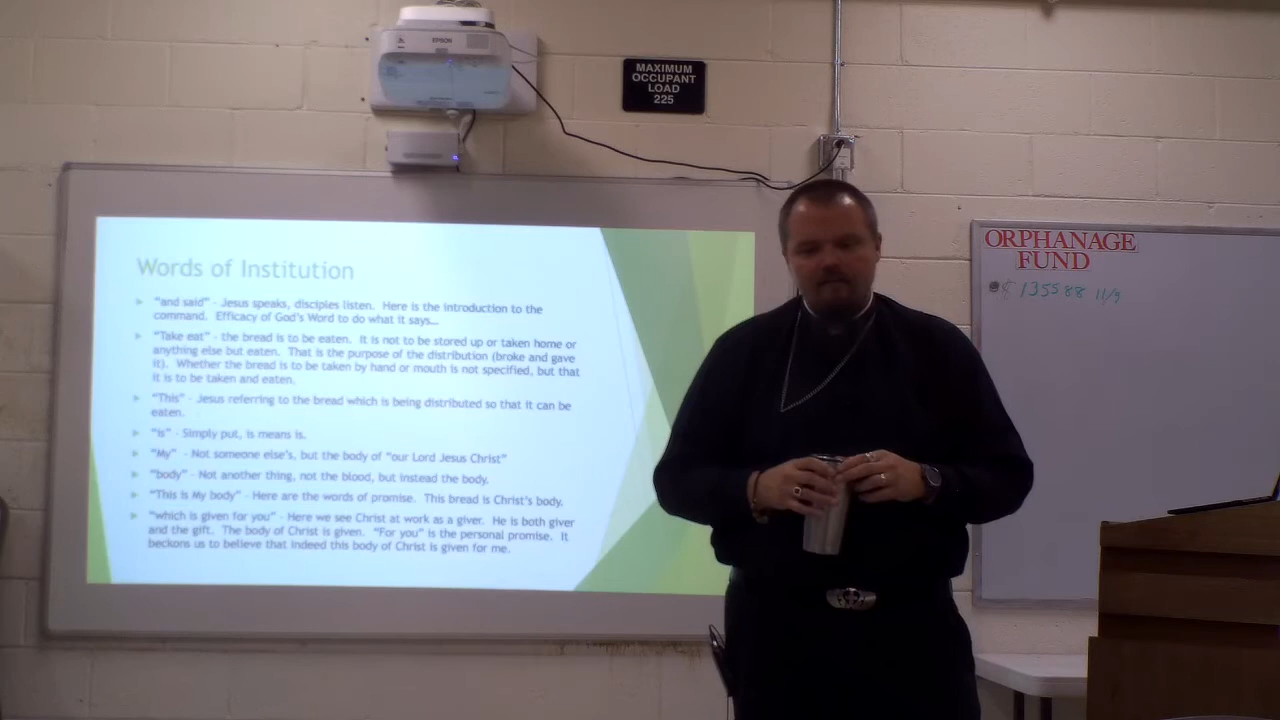 EPSON
MAXIMUM
OCCUPANT
LOAD
225
Words of Institution
"and said" - Jesus speaks, disciples listen. Here is the introduction to the
command. Efficacy of God's Word to do what it says...
"Take eat" - the bread is to be eaten. It is not to be stored up or taken home or
anything else but eaten. That is the purpose of the distribution (broke and gave
it). Whether the bread is to be taken by hand or mouth is not specified, but that
it is to be taken and eaten.
"This" - Jesus referring to the bread which is being distributed so that it can be
eaten.
"is" - Simply put, is means is.
"My" - Not someone else's, but the body of "our Lord Jesus Christ"
"body" - Not another thing, not the blood, but instead the body.
"This is My body" - Here are the words of promise. This bread is Christ's body.
"which is given for you" - Here we see Christ at work as a giver. He is both giver
and the gift. The body of Christ is given. "For you" is the personal promise. It
beckons us to believe that indeed this body of Christ is given for me.
ORPHANAGE
FUND
135588 11/9